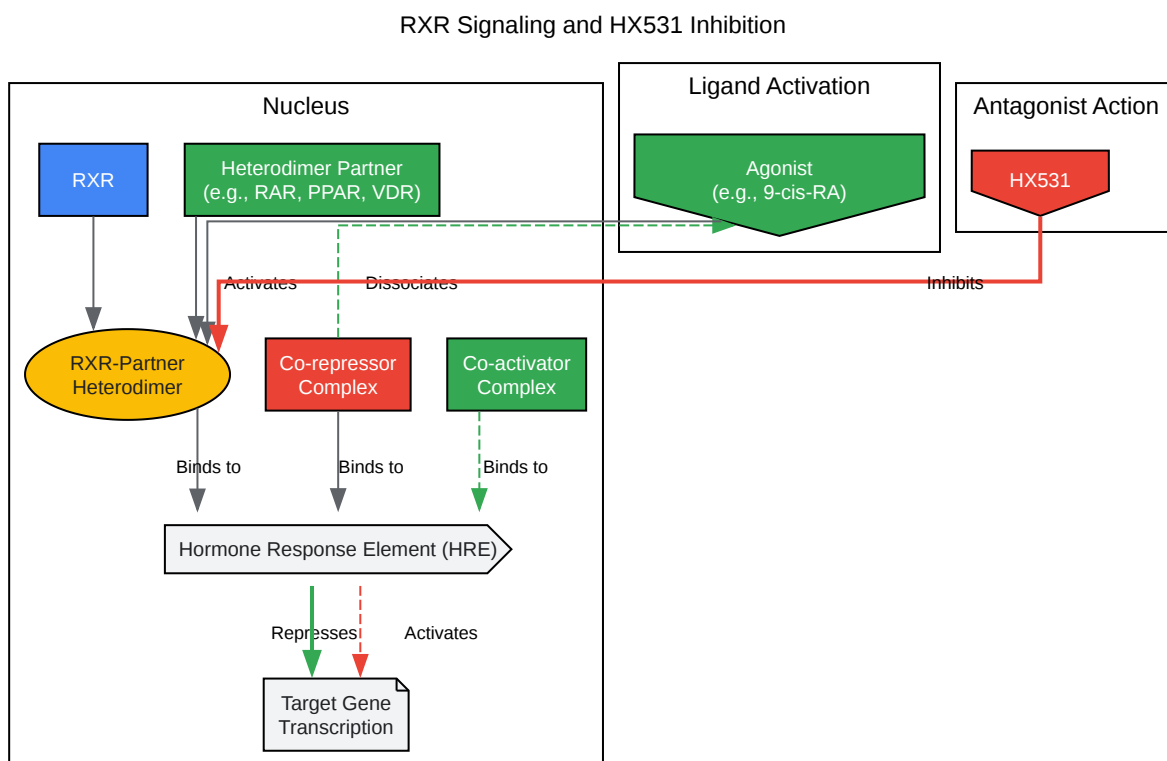 RXR Signaling and HX531 Inhibition
Nucleus
Ligand Activation
Antagonist Action
RXR
Heterodimer Partner
(e.g., RAR, PPAR, VDR)
Agonist
(e.g., 9-cis-RA)
HX531
Activates
Dissociates
Inhibits
RXR-Partner
Heterodimer
Co-repressor
Complex
Co-activator
Complex
Binds to
Binds to
Binds to
Hormone Response Element (HRE)
Represses
Activates
Target Gene
Transcription